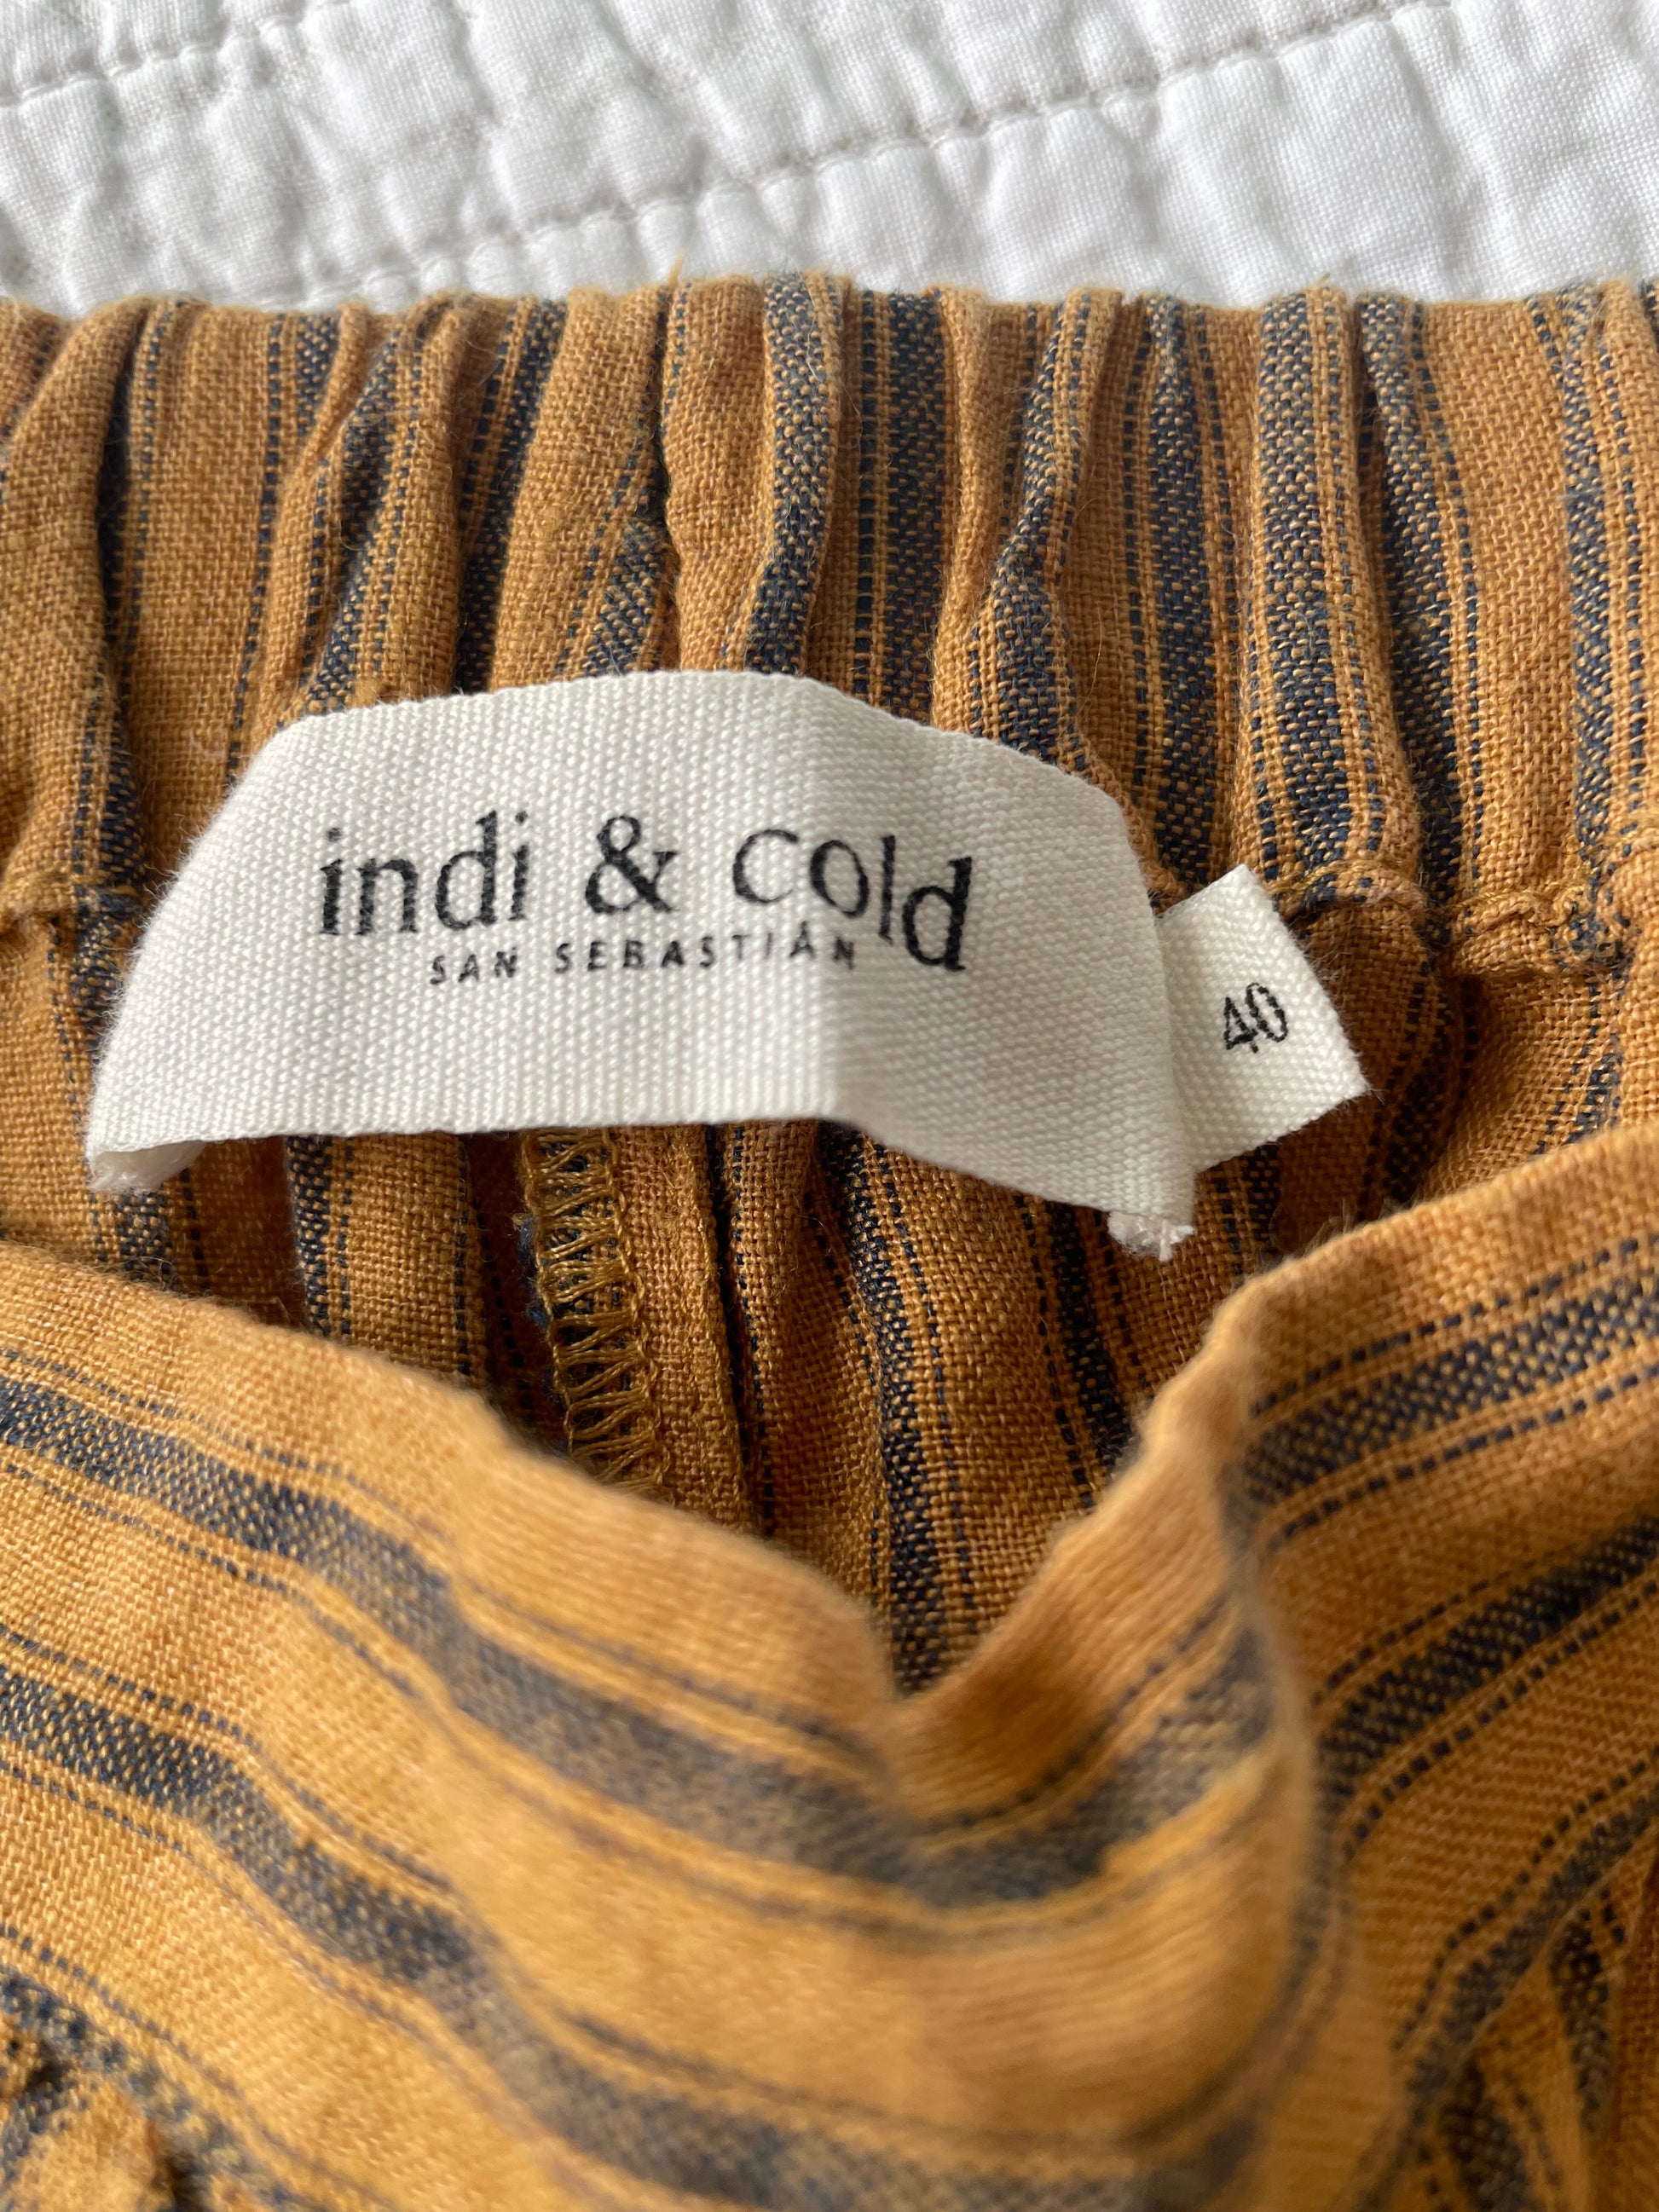 indi & cold
SAN SEBASTIÁN
40